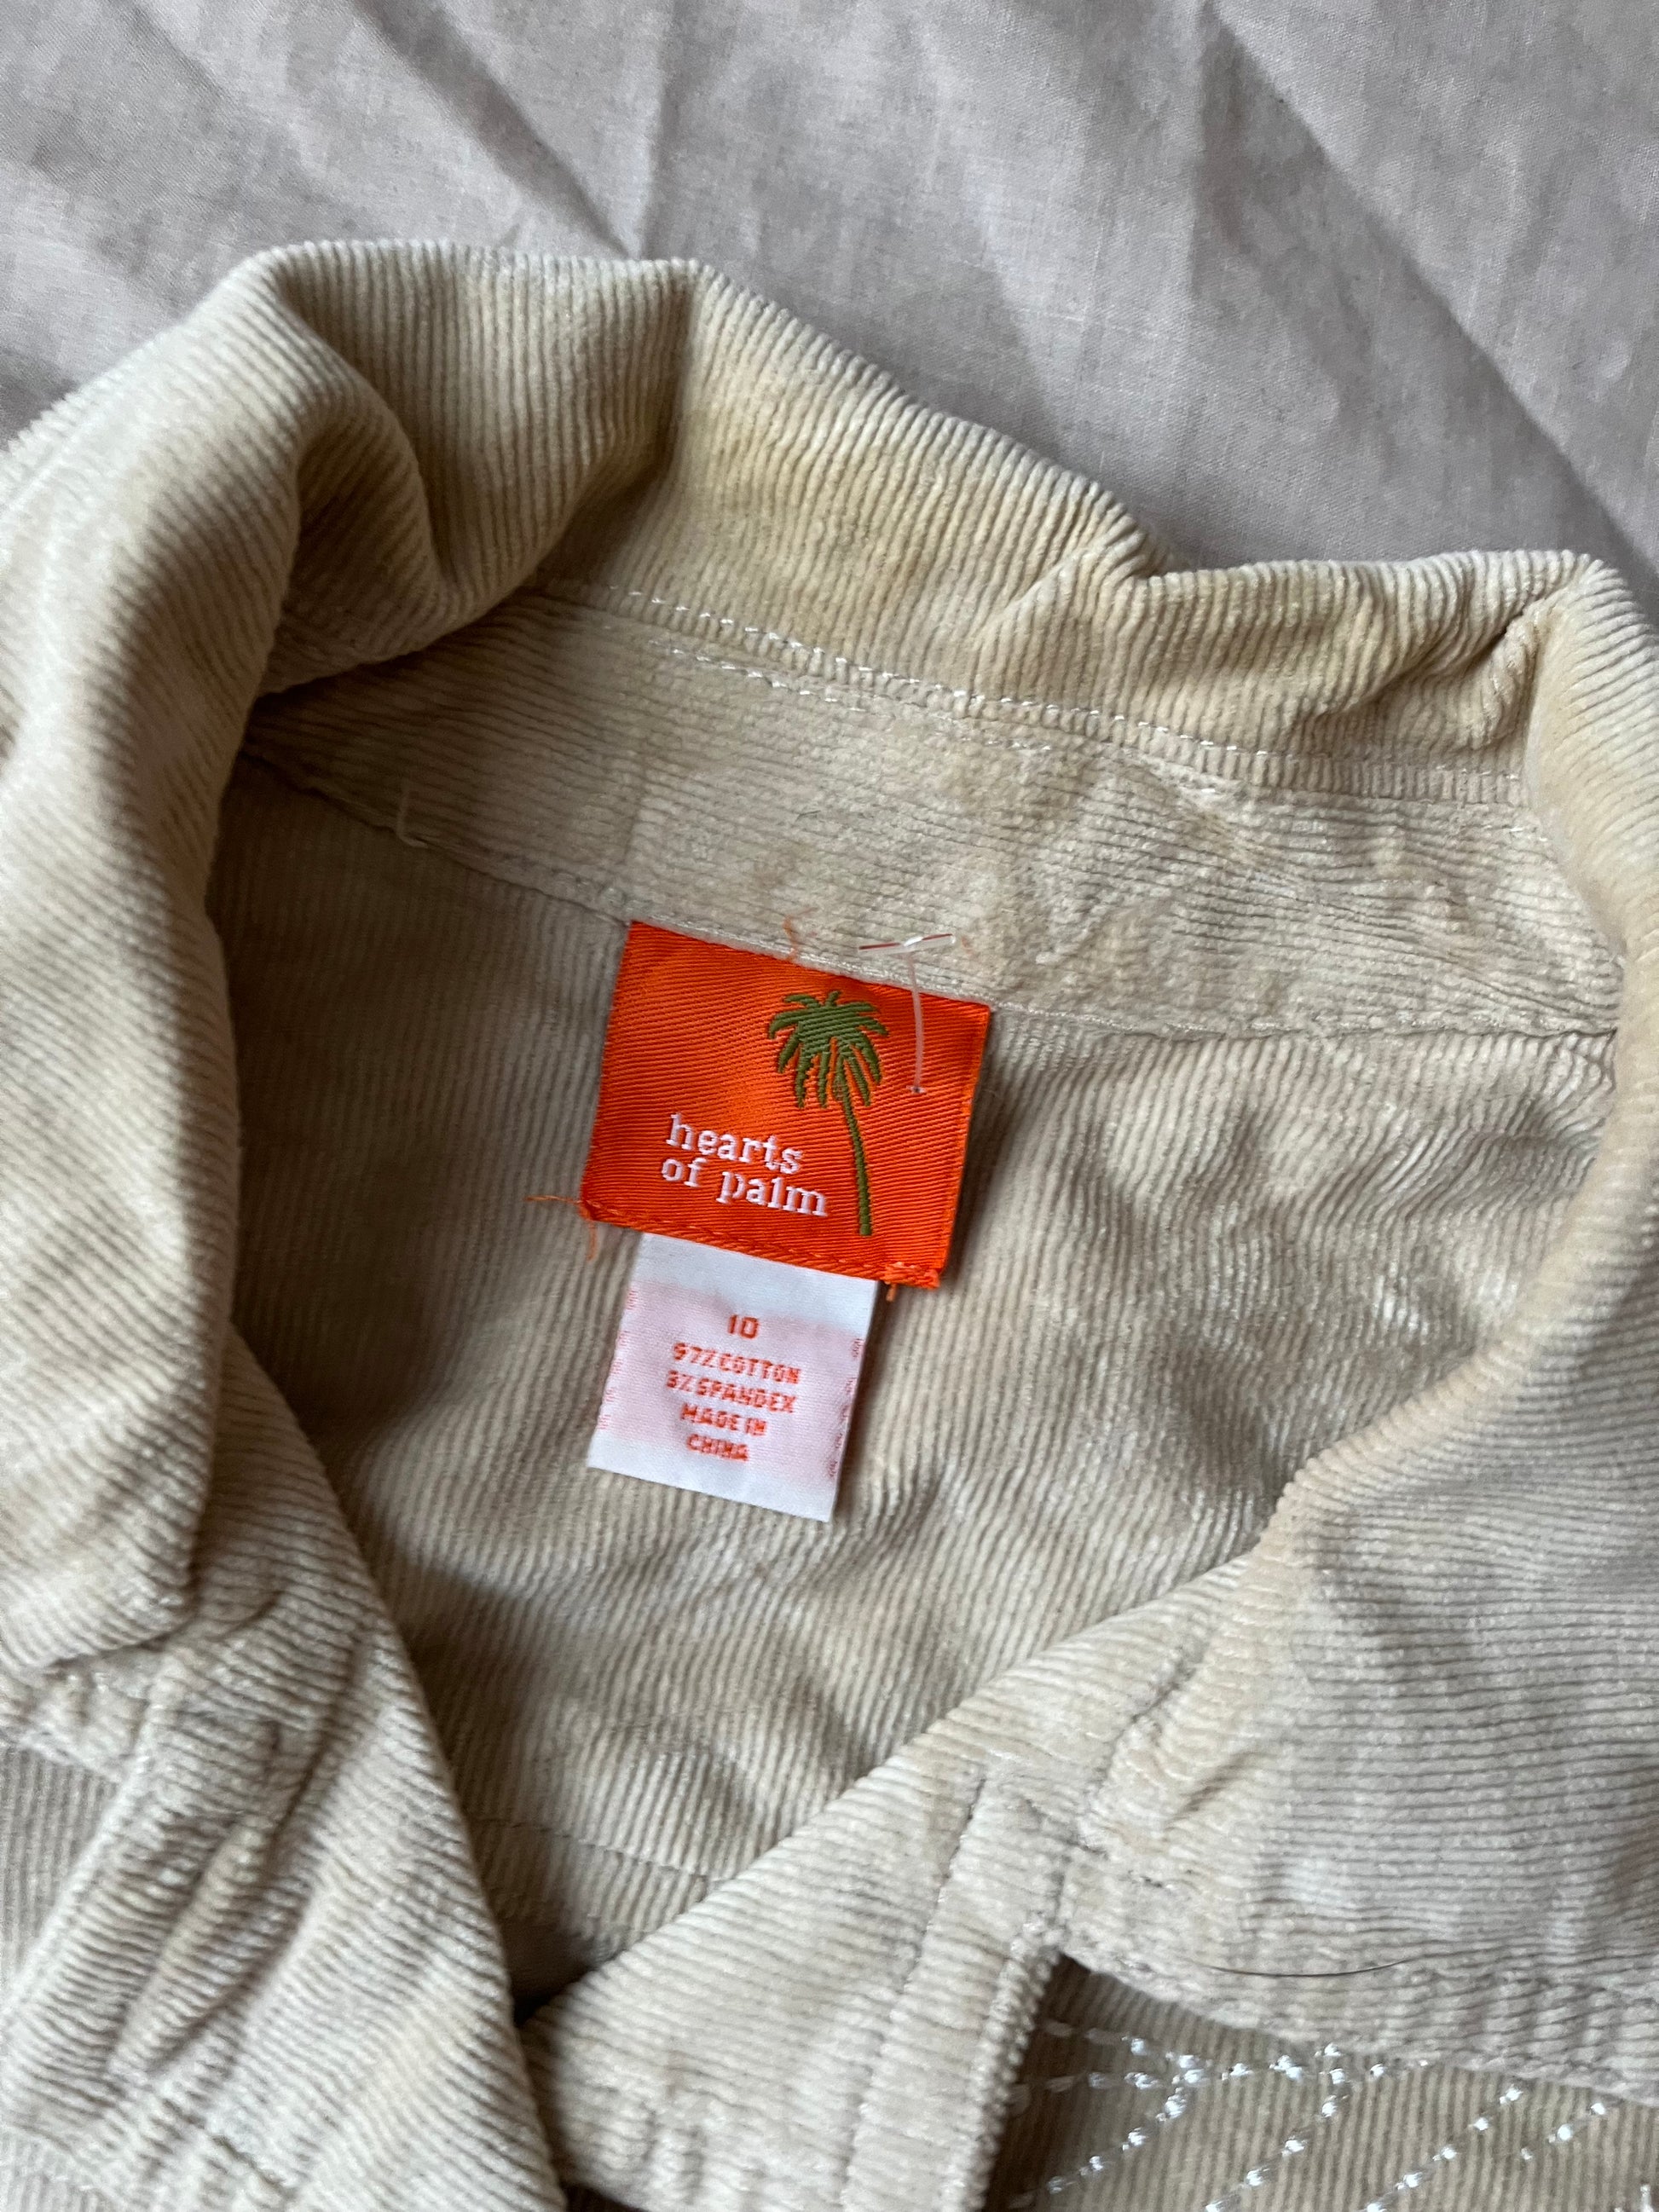 hearts
of palm
10
97% COTTON
3% SPANDEX
MADE IN
CHINA